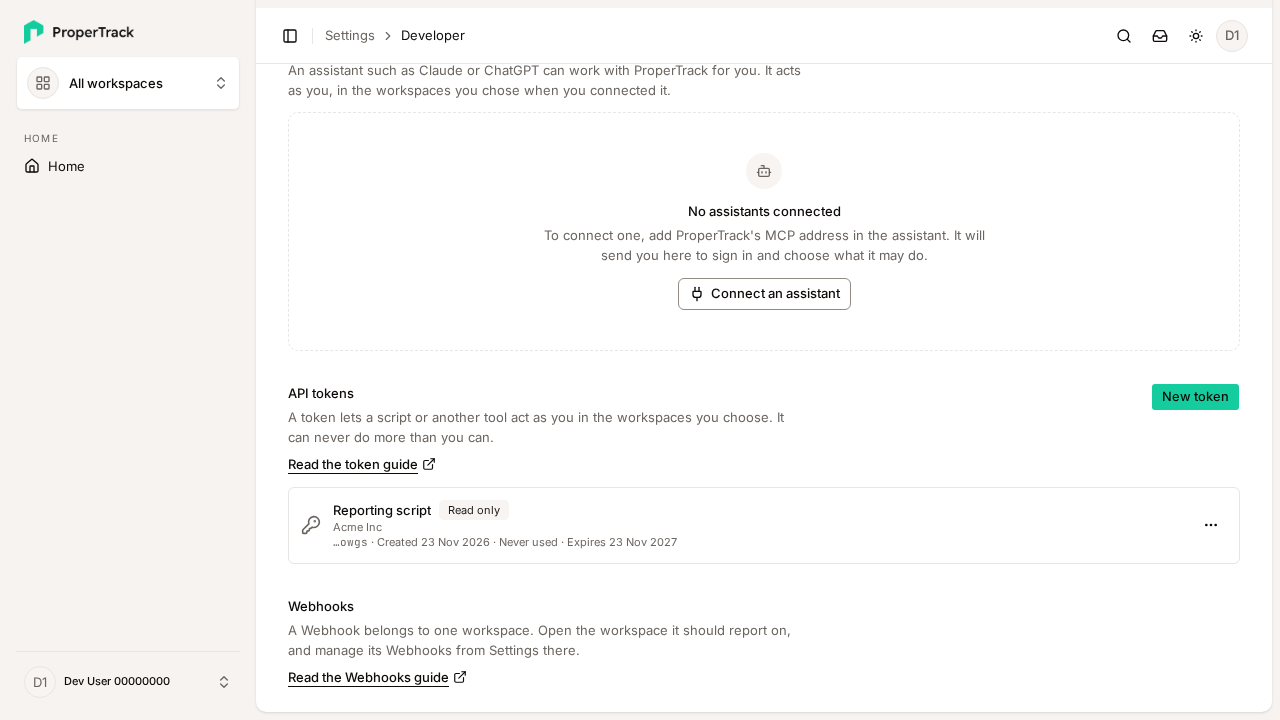 ProperTrack
Settings
Developer
D1
All workspaces
HOME
Home
An assistant such as Claude or ChatGPT can work with ProperTrack for you. It acts
as you, in the workspaces you chose when you connected it.
No assistants connected
To connect one, add ProperTrack's MCP address in the assistant. It will
send you here to sign in and choose what it may do.
Connect an assistant
API tokens
New token
A token lets a script or another tool act as you in the workspaces you choose. It
can never do more than you can.
Read the token guide
Reporting script
Read only
Acme Inc
…owgs · Created 23 Nov 2026 · Never used · Expires 23 Nov 2027
Webhooks
A Webhook belongs to one workspace. Open the workspace it should report on,
and manage its Webhooks from Settings there.
Read the Webhooks guide
D1
Dev User 00000000